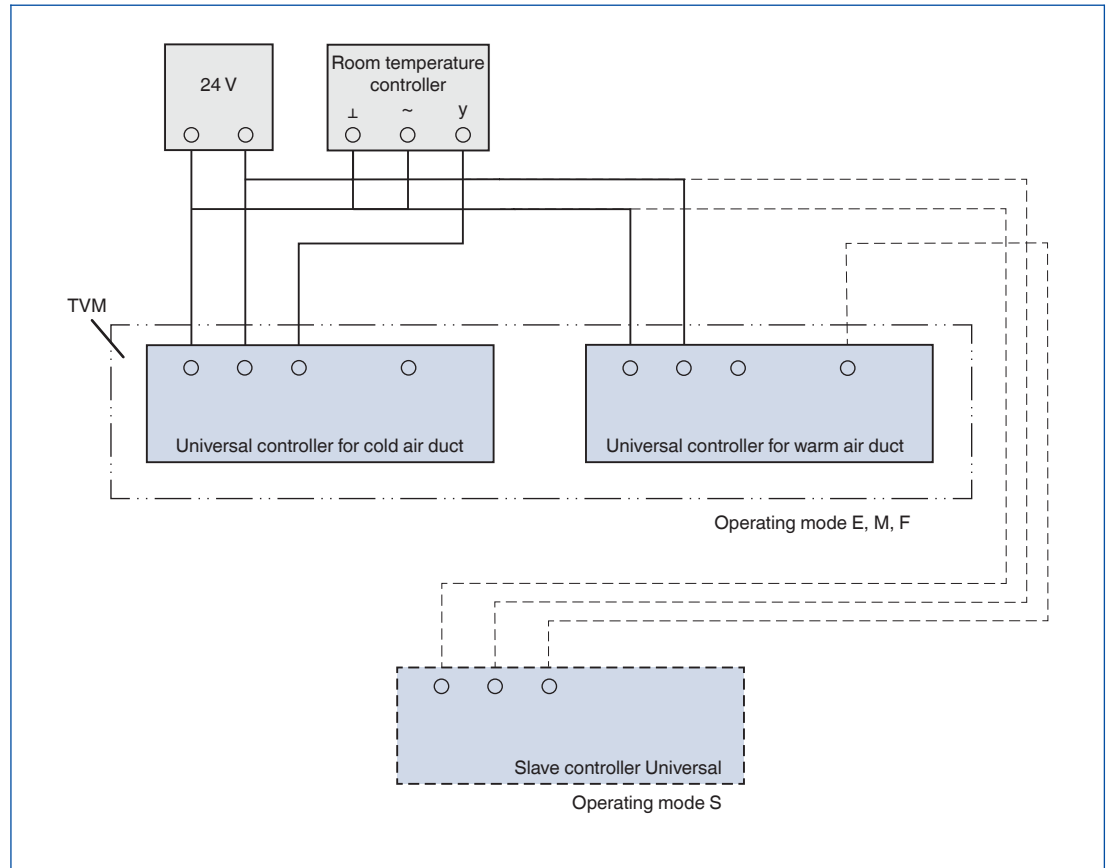 24 V
Room temperature
controller
⊥ ~ y
TVM
Universal controller for cold air duct
Universal controller for warm air duct
Operating mode E, M, F
Slave controller Universal
Operating mode S